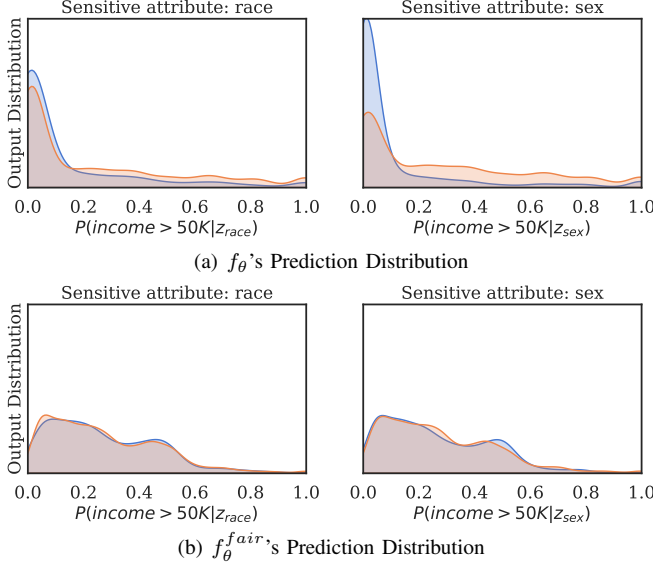 Sensitive attribute: race
Sensitive attribute: sex
Output Distribution
0.0 0.2 0.4 0.6 0.8 1.0
0.0 0.2 0.4 0.6 0.8 1.0
P(income > 50K|z_race)
P(income > 50K|z_sex)
(a) f_θ's Prediction Distribution
Sensitive attribute: race
Sensitive attribute: sex
Output Distribution
0.0 0.2 0.4 0.6 0.8 1.0
0.0 0.2 0.4 0.6 0.8 1.0
P(income > 50K|z_race)
P(income > 50K|z_sex)
(b) f_θ^fair's Prediction Distribution